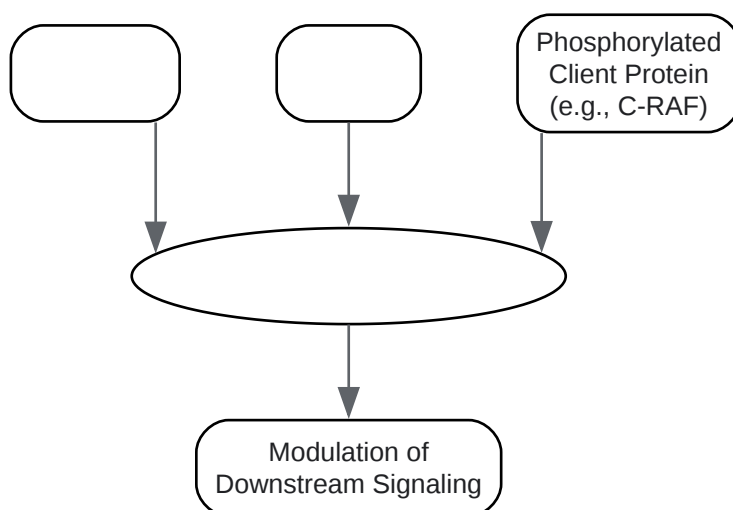 Phosphorylated
Client Protein
(e.g., C-RAF)
Modulation of
Downstream Signaling